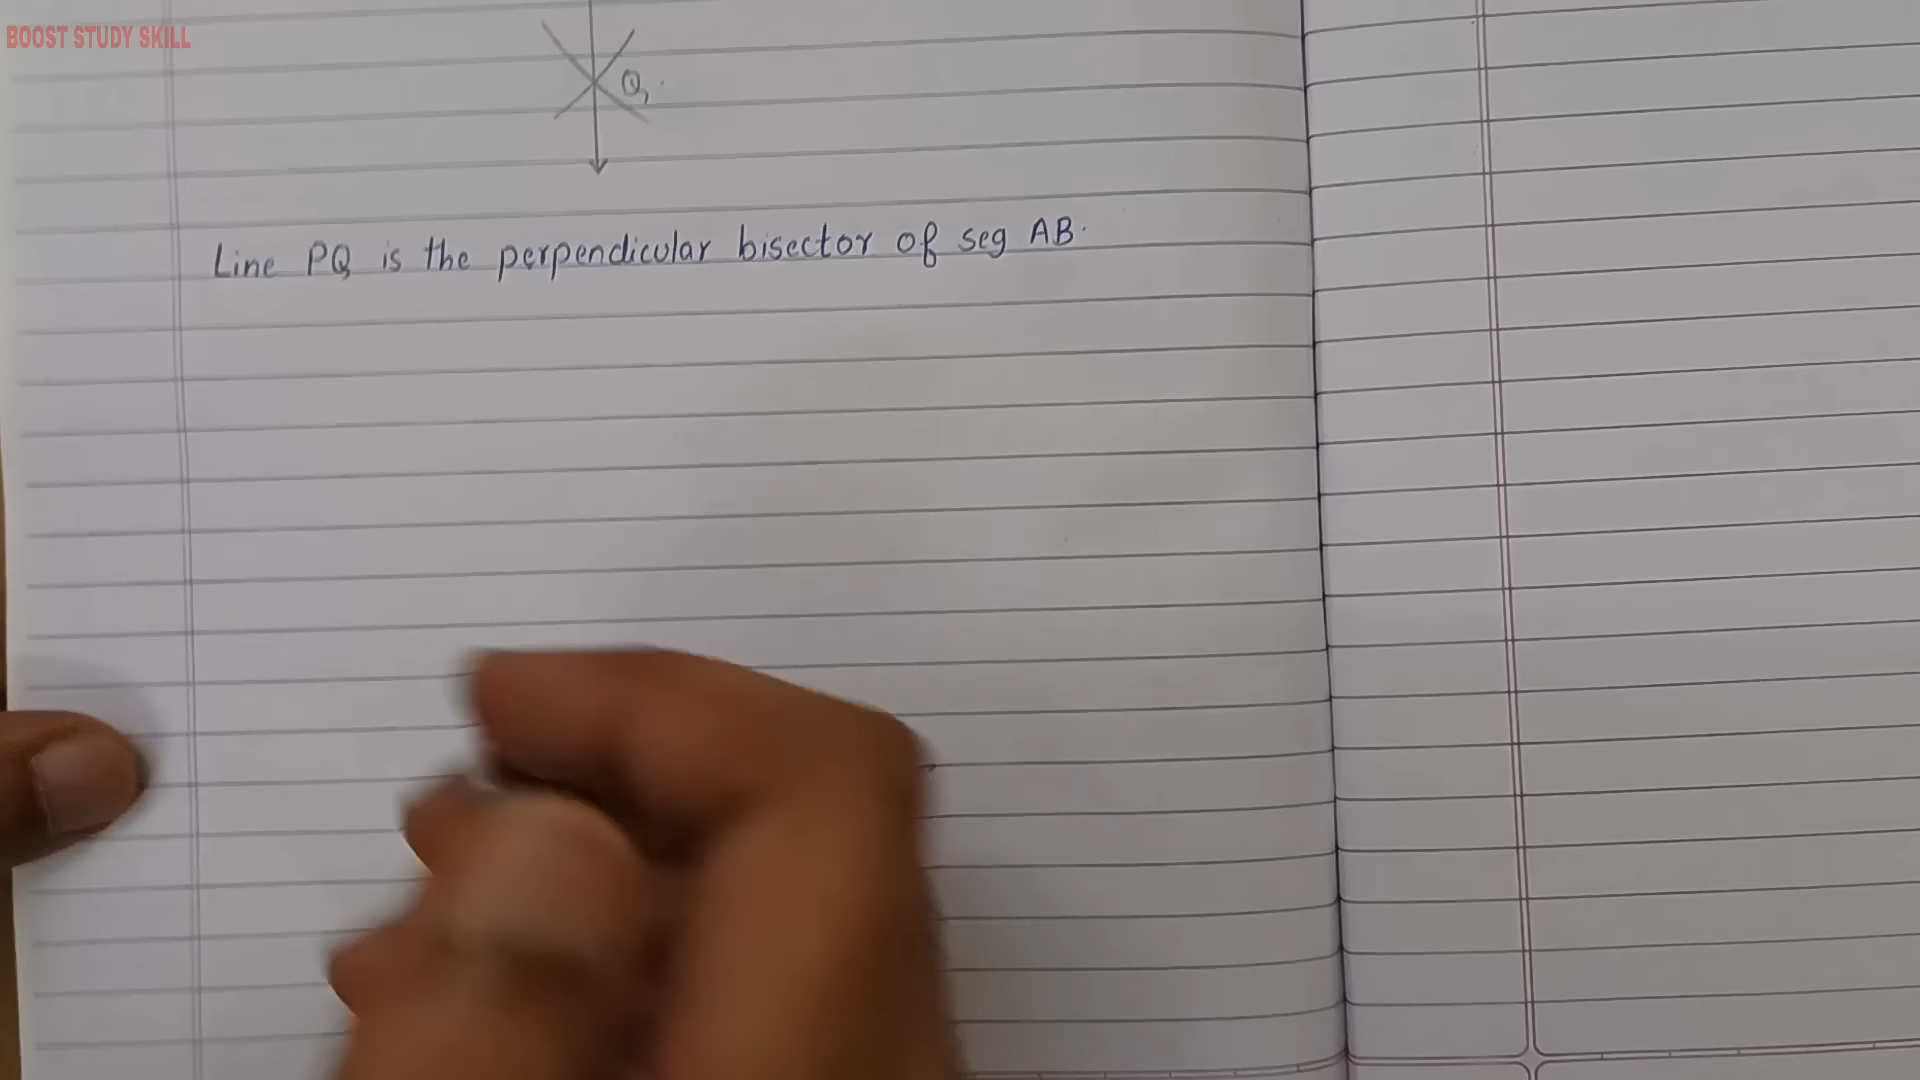 BOOST STUDY SKILL
Q
Line PQ is the perpendicular bisector of seg AB.